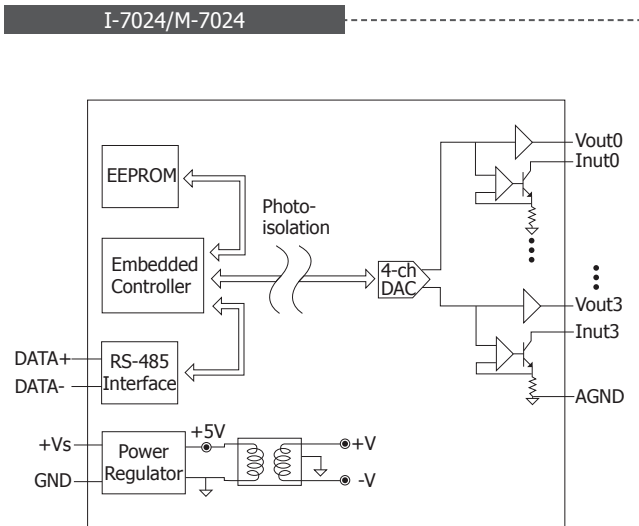 I-7024/M-7024
EEPROM
Photo-
isolation
Embedded
Controller
4-ch
DAC
Vout0
Inut0
Vout3
Inut3
AGND
DATA+
DATA-
RS-485
Interface
+Vs
GND
Power
Regulator
+5V
+V
-V